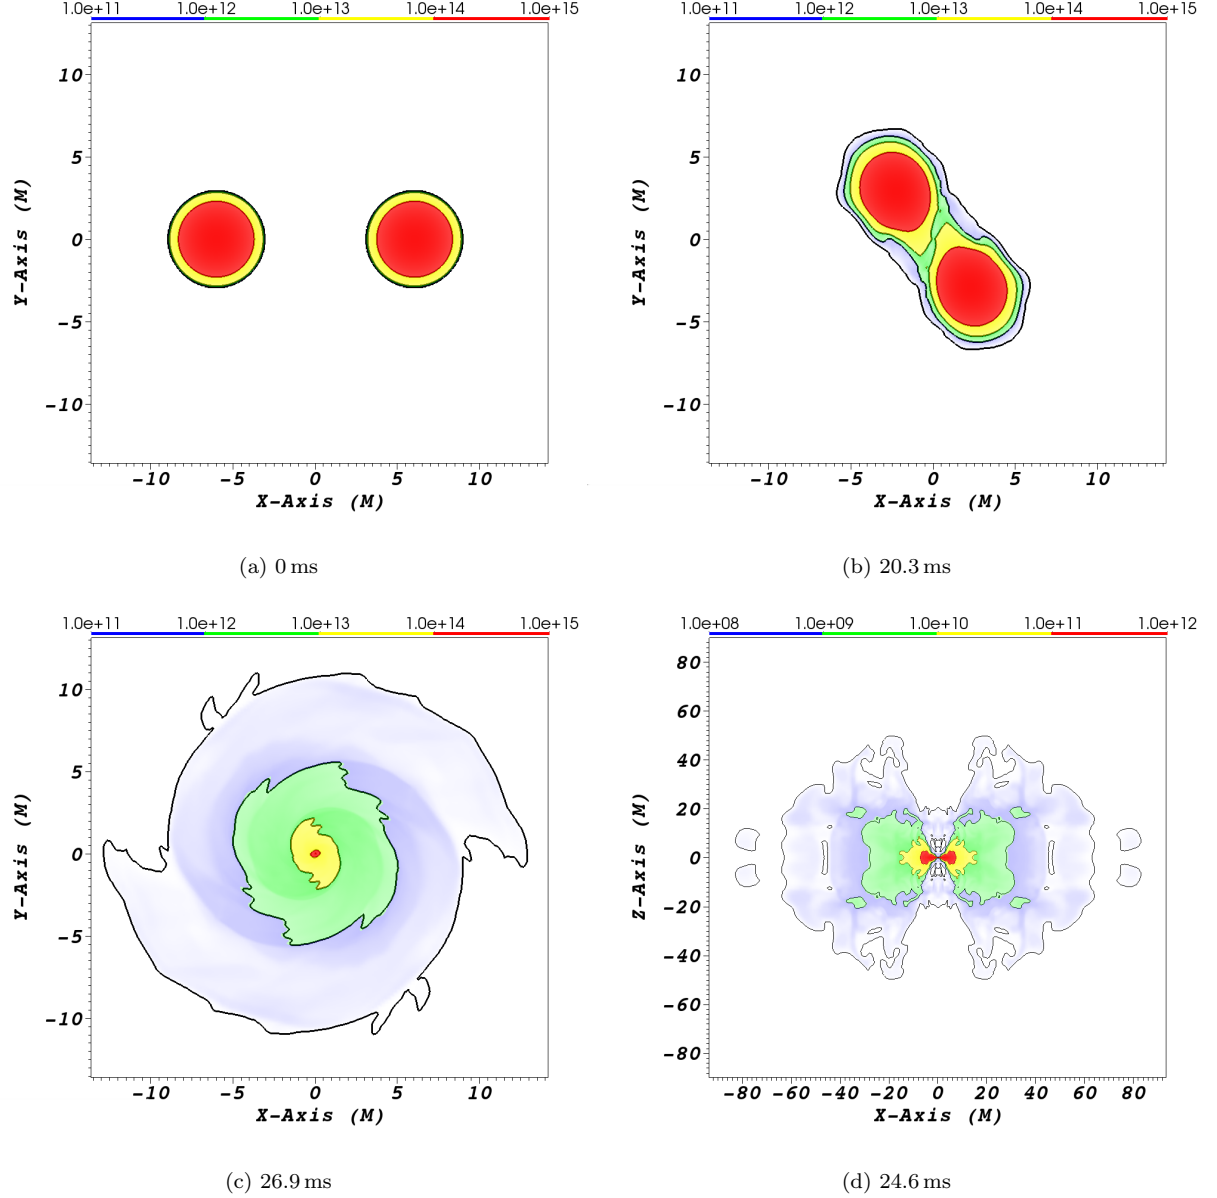 1.0e+11 1.0e+12 1.0e+13 1.0e+14 1.0e+15
10
5
0
-5
-10
Y-Axis (M)
-10 -5 0 5 10
X-Axis (M)
(a) 0 ms
1.0e+11 1.0e+12 1.0e+13 1.0e+14 1.0e+15
10
5
0
-5
-10
Y-Axis (M)
-10 -5 0 5 10
X-Axis (M)
(b) 20.3 ms
1.0e+11 1.0e+12 1.0e+13 1.0e+14 1.0e+15
10
5
0
-5
-10
Y-Axis (M)
-10 -5 0 5 10
X-Axis (M)
(c) 26.9 ms
1.0e+08 1.0e+09 1.0e+10 1.0e+11 1.0e+12
80
60
40
20
0
-20
-40
-60
-80
Z-Axis (M)
-80 -60 -40 -20 0 20 40 60 80
X-Axis (M)
(d) 24.6 ms